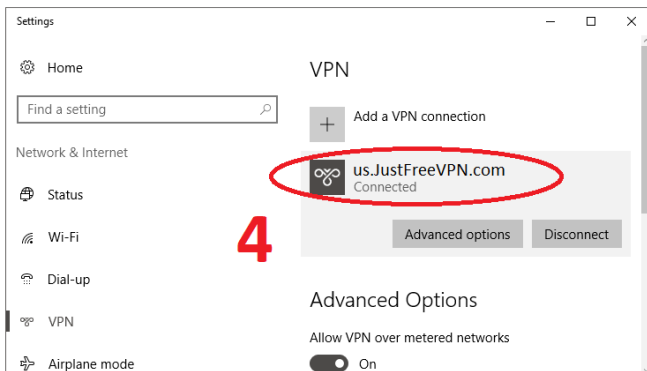 Settings
Home
Find a setting
Network & Internet
Status
Wi-Fi
Dial-up
VPN
Airplane mode
4
VPN
Add a VPN connection
us.JustFreeVPN.com
Connected
Advanced options Disconnect
Advanced Options
Allow VPN over metered networks
On